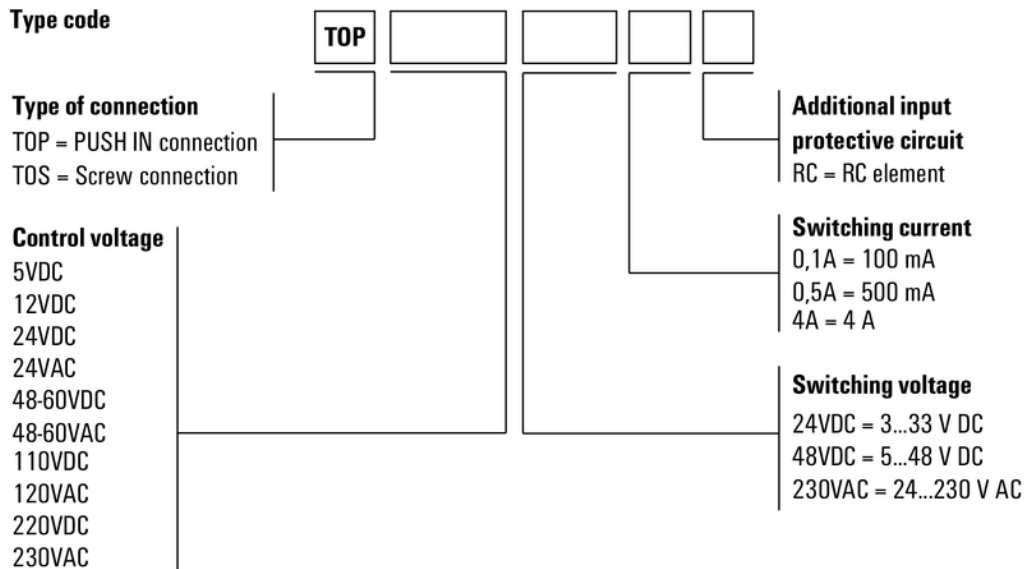 Type code
TOP
Type of connection
TOP = PUSH IN connection
TOS = Screw connection
Control voltage
5VDC
12VDC
24VDC
24VAC
48-60VDC
48-60VAC
110VDC
120VAC
220VDC
230VAC
Additional input
protective circuit
RC = RC element
Switching current
0,1A = 100 mA
0,5A = 500 mA
4A = 4 A
Switching voltage
24VDC = 3...33 V DC
48VDC = 5...48 V DC
230VAC = 24...230 V AC